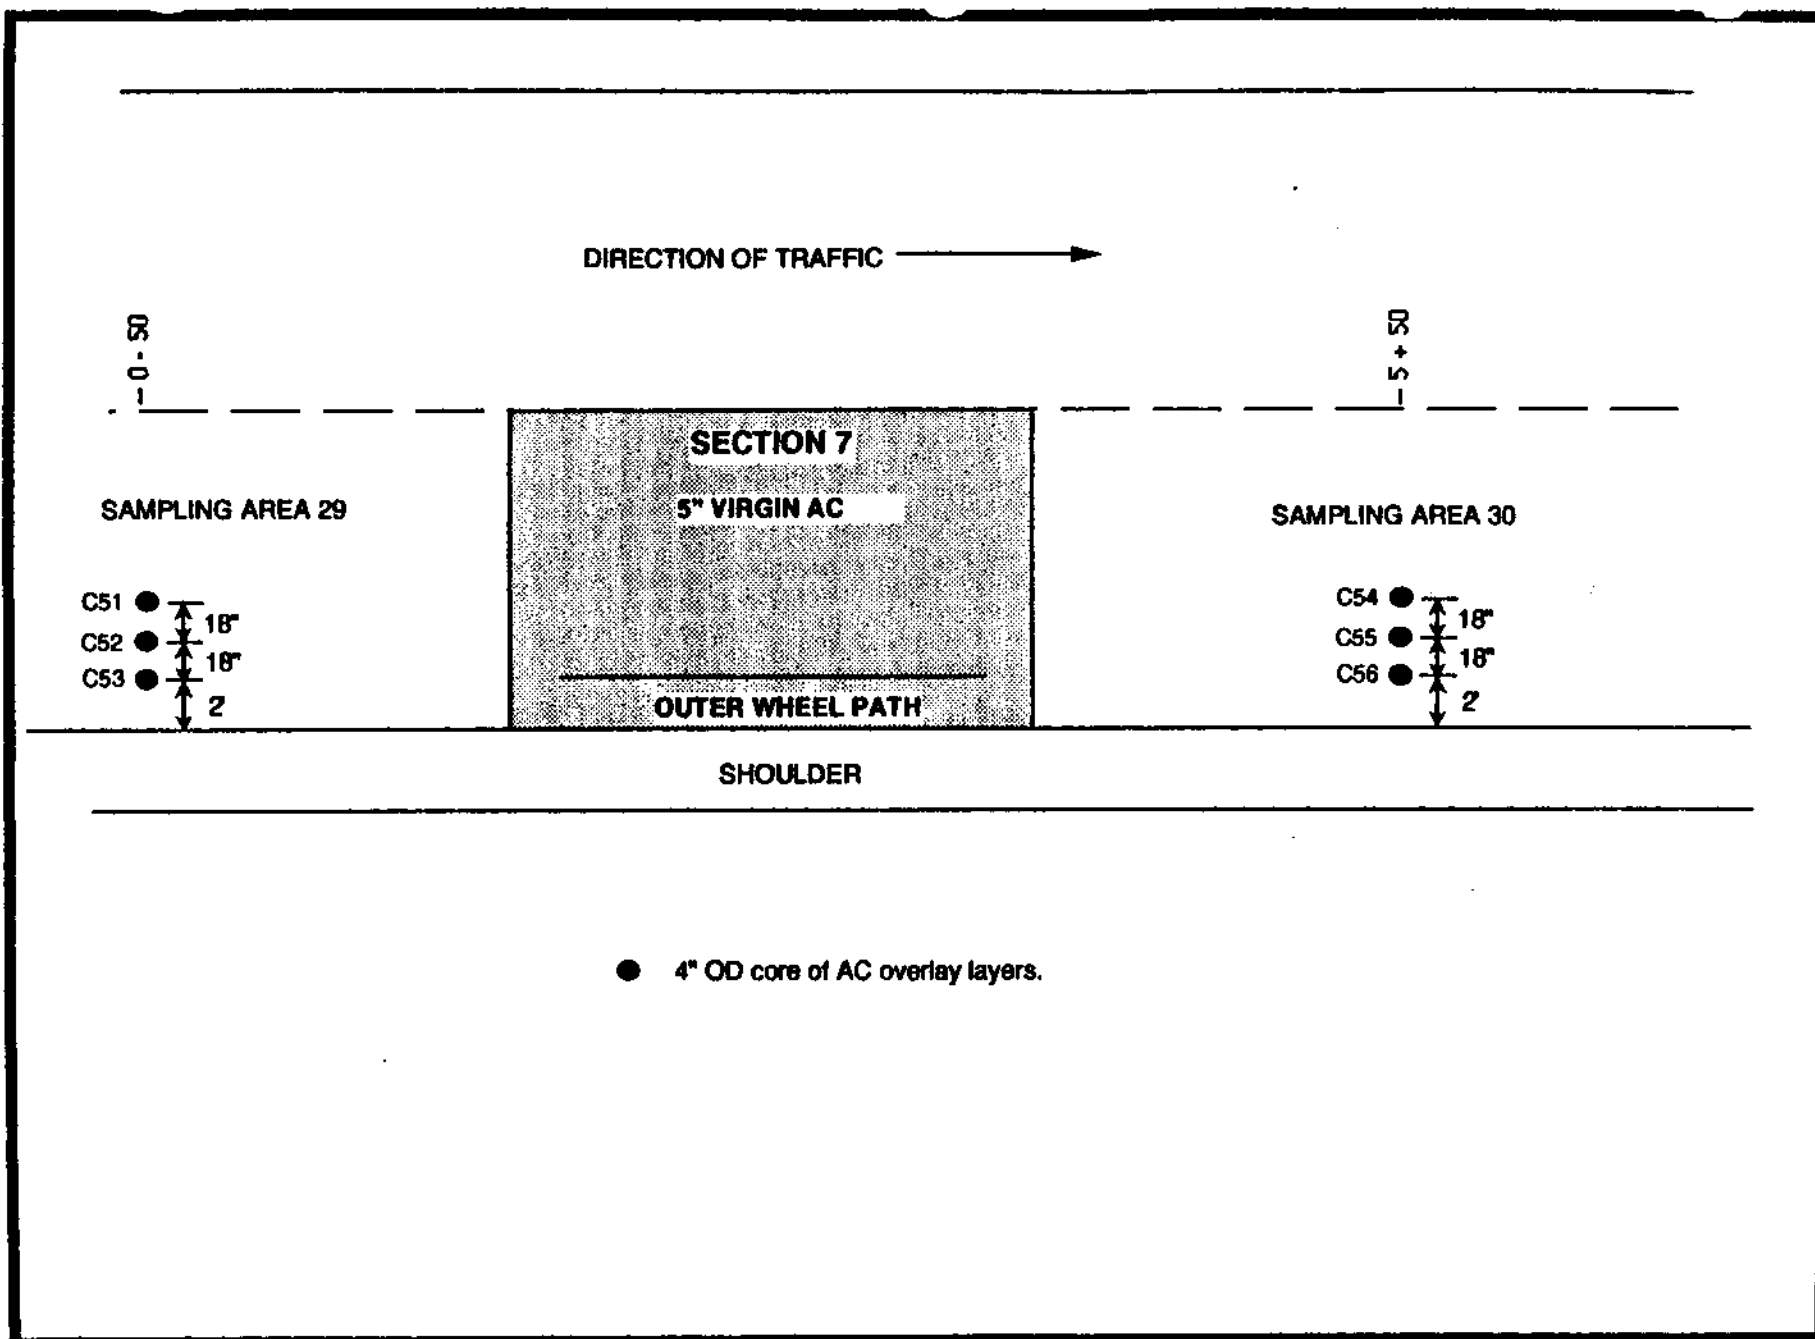 DIRECTION OF TRAFFIC
— 0 - 50
— 5 + 50
SECTION 7
5" VIRGIN AC
SAMPLING AREA 29
SAMPLING AREA 30
C51
18"
C52
18"
C53
2'
C54
18"
C55
18"
C56
2'
OUTER WHEEL PATH
SHOULDER
● 4" OD core of AC overlay layers.